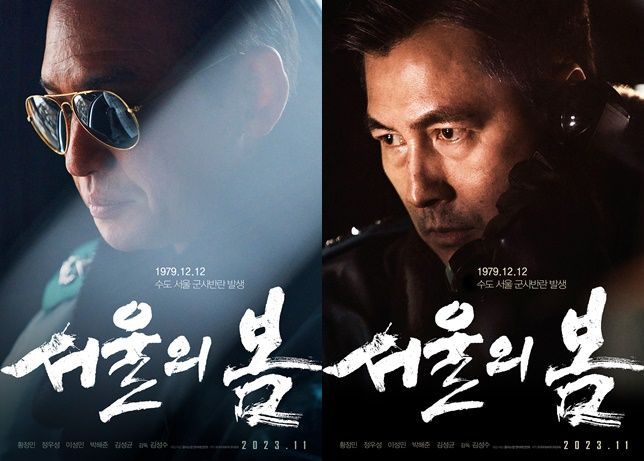 1979.12.12
수도 서울 군사반란 발생
서울의 봄
황정민 정우성 이성민 박해준 김성균 감독 김성수
2023.11
1979.12.12
수도 서울 군사반란 발생
서울의 봄
황정민 정우성 이성민 박해준 김성균 감독 김성수
2023.11